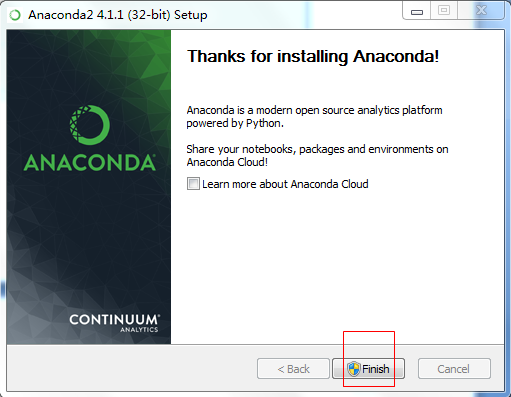 Anaconda2 4.1.1 (32-bit) Setup
Thanks for installing Anaconda!
Anaconda is a modern open source analytics platform
powered by Python.
Share your notebooks, packages and environments on
Anaconda Cloud!
Learn more about Anaconda Cloud
ANACONDA
CONTINUUM®
ANALYTICS
< Back
Finish
Cancel